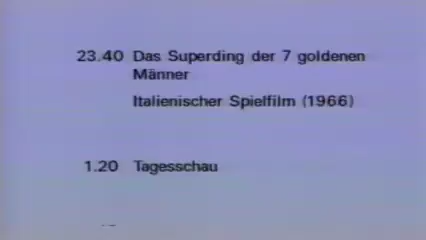 23.40 Das Superding der 7 goldenen
Männer
Italienischer Spielfilm (1966)
1.20 Tagesschau